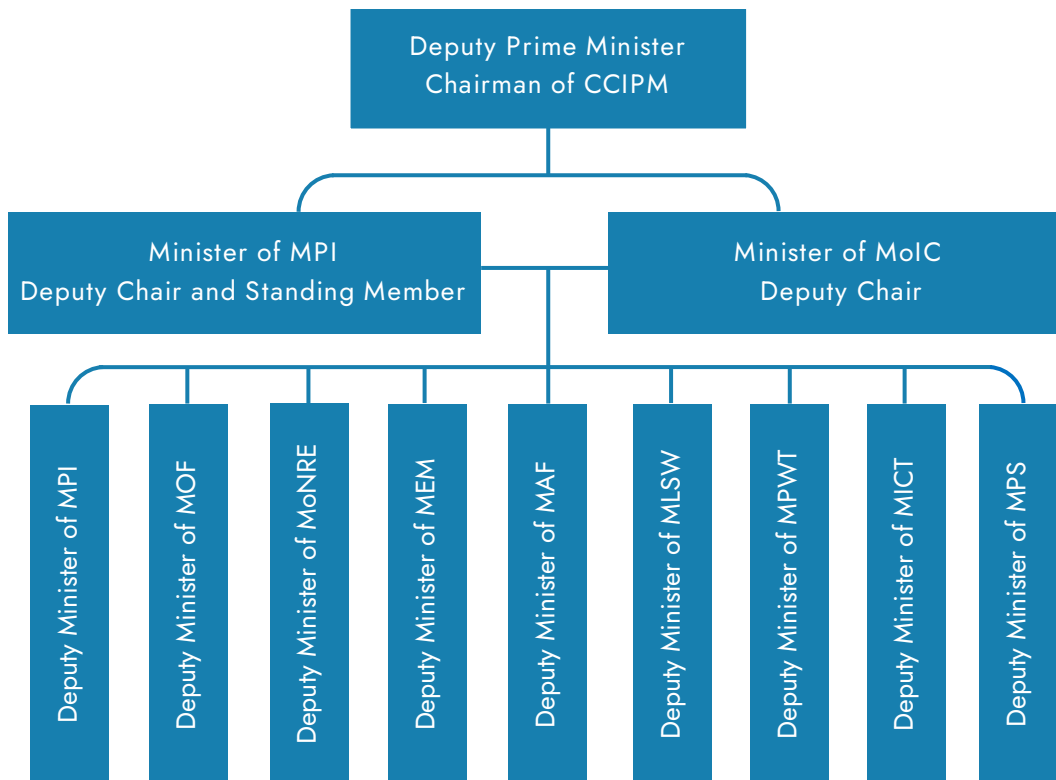 Deputy Prime Minister
Chairman of CCIPM
Minister of MPI
Deputy Chair and Standing Member
Minister of MoIC
Deputy Chair
Deputy Minister of MPI
Deputy Minister of MOF
Deputy Minister of MoNRE
Deputy Minister of MEM
Deputy Minister of MAF
Deputy Minister of MLSW
Deputy Minister of MPWT
Deputy Minister of MICT
Deputy Minister of MPS